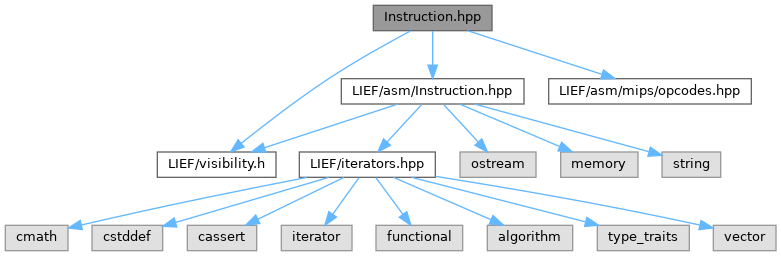 Instruction.hpp
LIEF/asm/Instruction.hpp
LIEF/asm/mips/opcodes.hpp
LIEF/visibility.h
LIEF/iterators.hpp
ostream
memory
string
cmath
cstddef
cassert
iterator
functional
algorithm
type_traits
vector